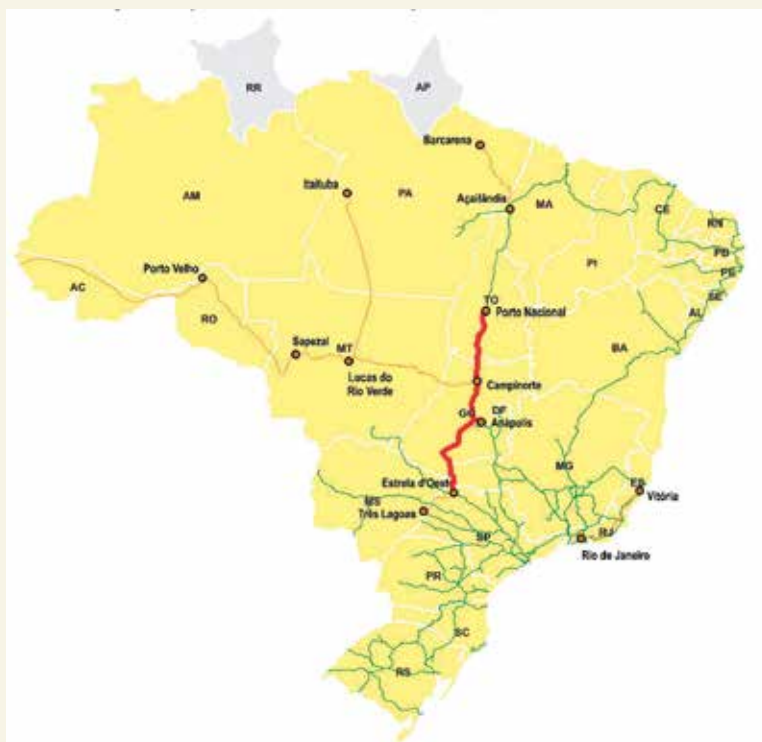 RR
AP
Barcarena
Itaituba
AM
PA
Açailândia
MA
CE
RN
PB
PE
PI
Porto Velho
AC
SE
AL
TO
Porto Nacional
RO
Sapezal
MT
BA
Lucas do
Rio Verde
Campinorte
GO
DF
Anápolis
MG
Estrela d'Oeste
ES
Vitória
MS
Três Lagoas
SP
RJ
Rio de Janeiro
PR
SC
RS